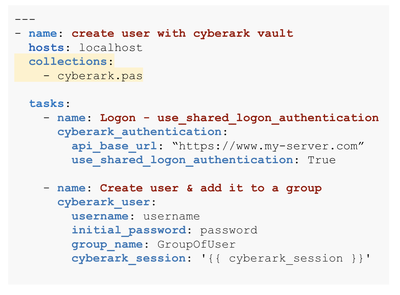 ---
- name: create user with cyberark vault
hosts: localhost
collections:
- cyberark.pas
tasks:
- name: Logon - use_shared_logon_authentication
cyberark_authentication:
api_base_url: “https://www.my-server.com”
use_shared_logon_authentication: True
- name: Create user & add it to a group
cyberark_user:
username: username
initial_password: password
group_name: GroupOfUser
cyberark_session: '{{ cyberark_session }}'